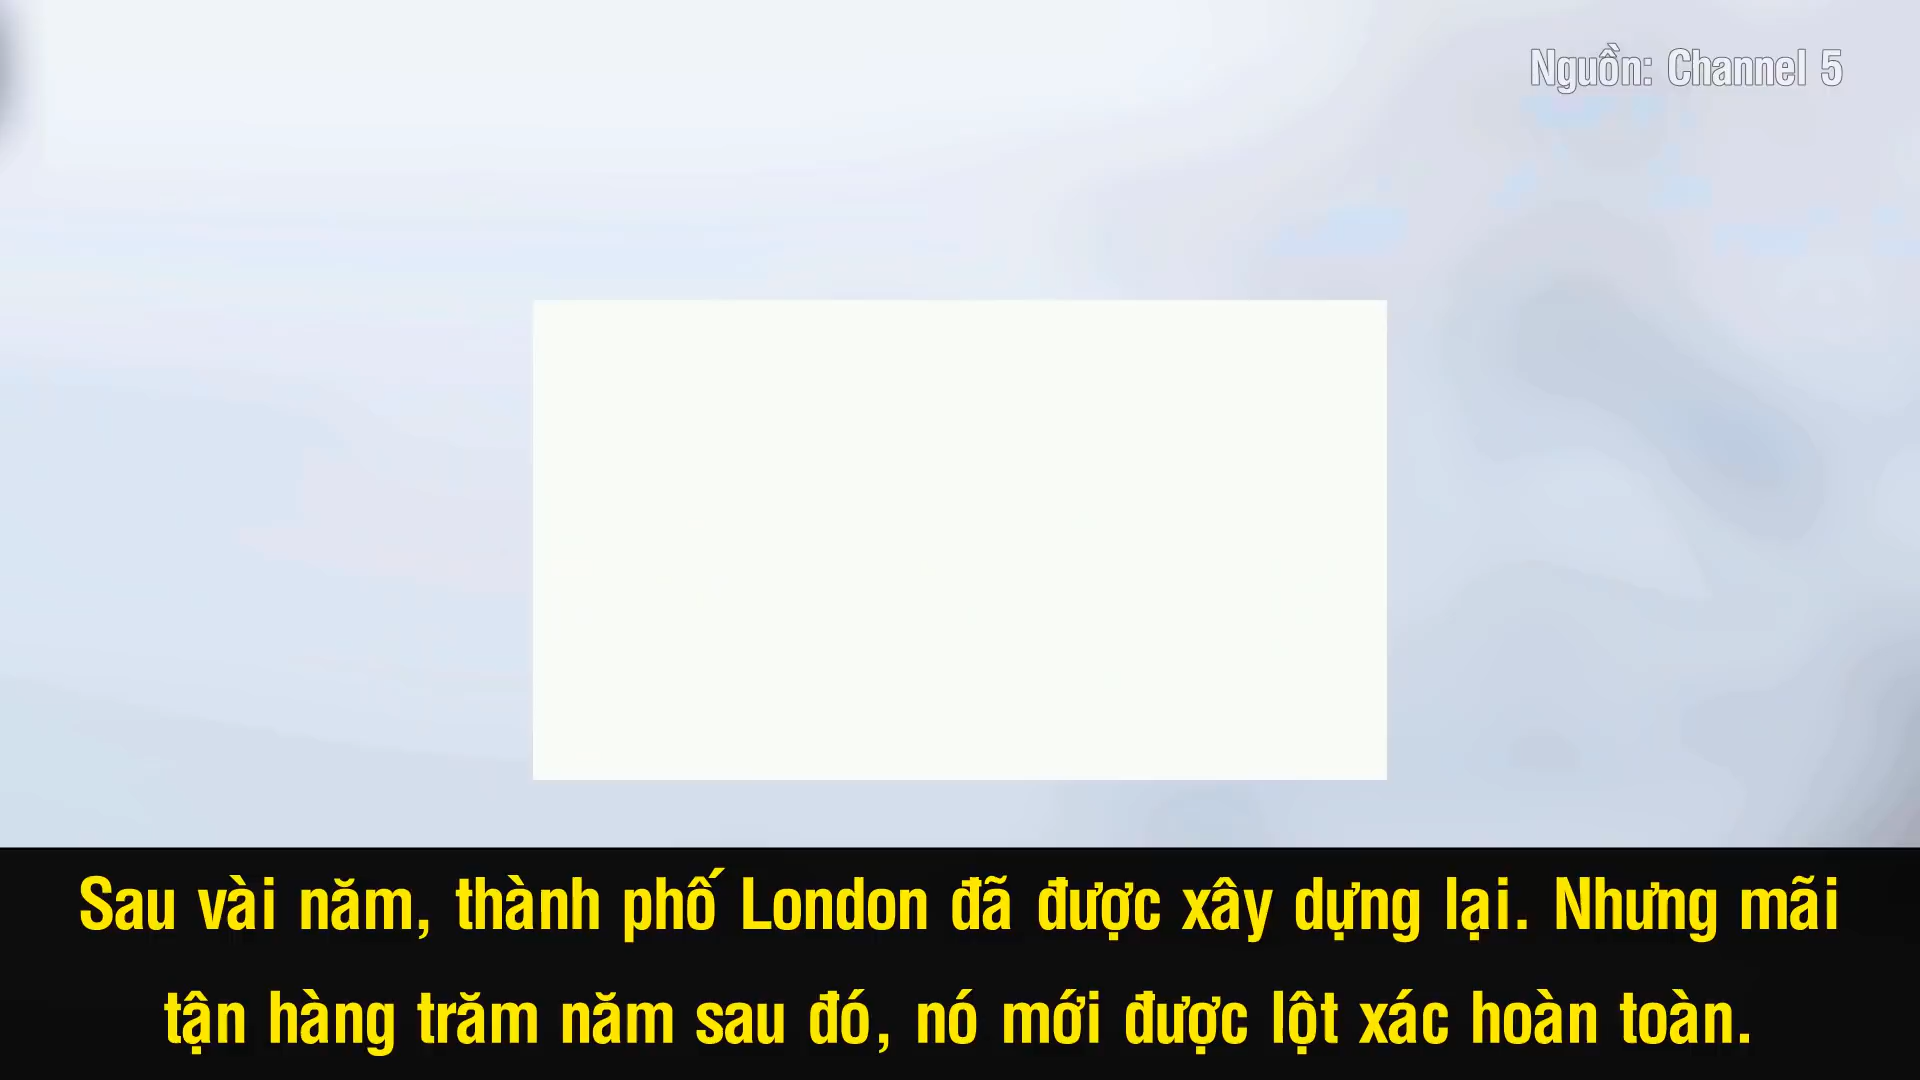 Nguồn: Channel 5
Sau vài năm, thành phố London đã được xây dựng lại. Nhưng mãi
tận hàng trăm năm sau đó, nó mới được lột xác hoàn toàn.